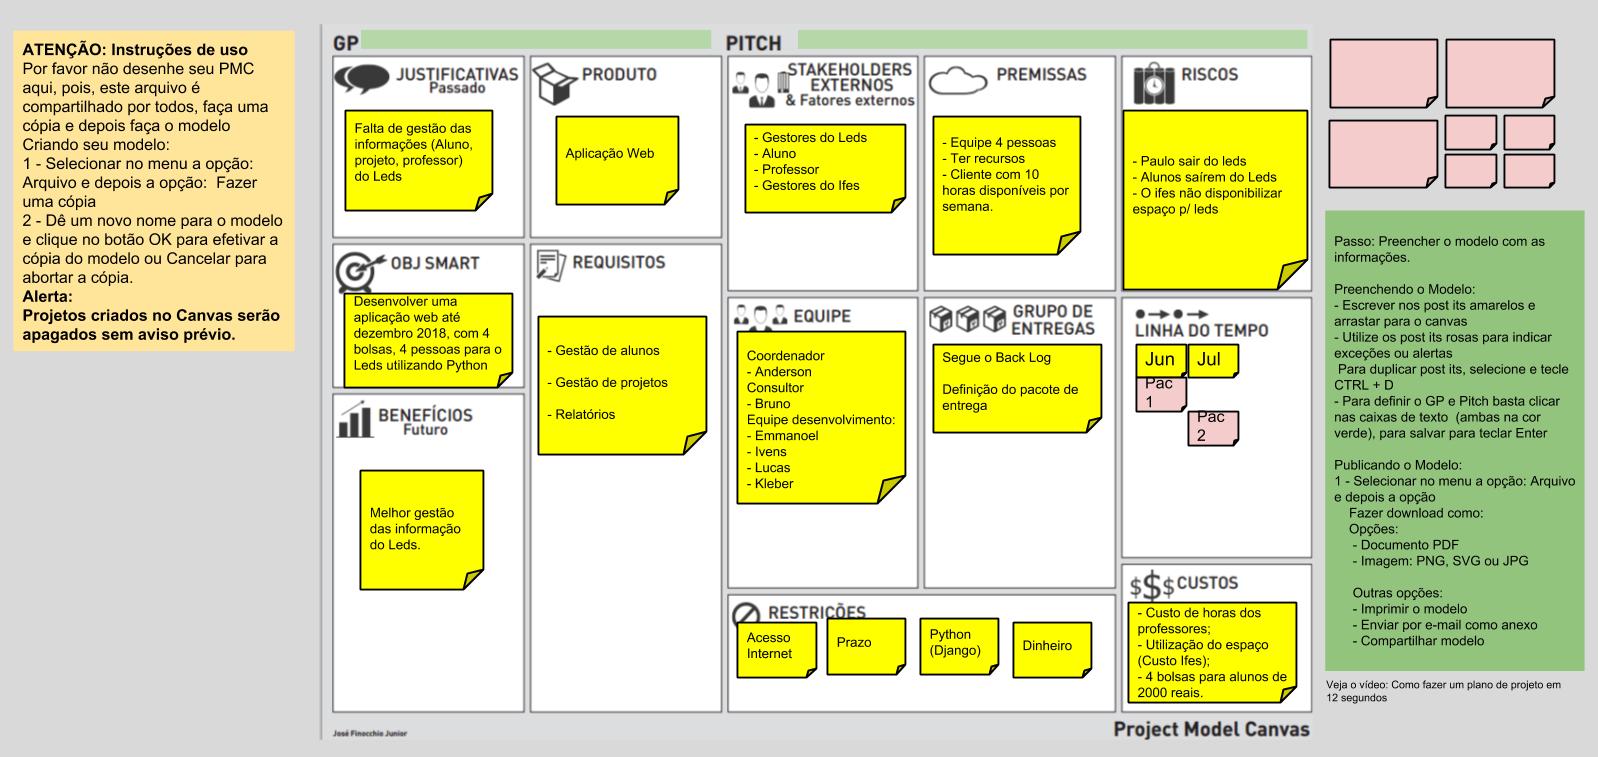 ATENÇÃO: Instruções de uso
Por favor não desenhe seu PMC
aqui, pois, este arquivo é
compartilhado por todos, faça uma
cópia e depois faça o modelo
Criando seu modelo:
1 - Selecionar no menu a opção:
Arquivo e depois a opção:  Fazer
uma cópia
2 - Dê um novo nome para o modelo
e clique no botão OK para efetivar a
cópia do modelo ou Cancelar para
abortar a cópia.
Alerta:
Projetos criados no Canvas serão
apagados sem aviso prévio.
GP
PITCH
JUSTIFICATIVAS
Passado
Falta de gestão das
informações (Aluno,
projeto, professor)
do Leds
PRODUTO
Aplicação Web
STAKEHOLDERS
EXTERNOS
& Fatores externos
- Gestores do Leds
- Aluno
- Professor
- Gestores do Ifes
PREMISSAS
- Equipe 4 pessoas
- Ter recursos
- Cliente com 10
horas disponíveis por
semana.
RISCOS
- Paulo sair do leds
- Alunos saírem do Leds
- O ifes não disponibilizar
espaço p/ leds
OBJ SMART
Desenvolver uma
aplicação web até
dezembro 2018, com 4
bolsas, 4 pessoas para o
Leds utilizando Python
REQUISITOS
- Gestão de alunos
- Gestão de projetos
- Relatórios
EQUIPE
Coordenador
- Anderson
Consultor
- Bruno
Equipe desenvolvimento:
- Emmanoel
- Ivens
- Lucas
- Kleber
GRUPO DE
ENTREGAS
Segue o Back Log
Definição do pacote de
entrega
LINHA DO TEMPO
Jun
Jul
Pac
1
Pac
2
BENEFÍCIOS
Futuro
Melhor gestão
das informação
do Leds.
RESTRIÇÕES
Acesso
Internet
Prazo
Python
(Django)
Dinheiro
$$$ CUSTOS
- Custo de horas dos
professores;
- Utilização do espaço
(Custo Ifes);
- 4 bolsas para alunos de
2000 reais.
José Finocchio Junior
Project Model Canvas
Passo: Preencher o modelo com as
informações.
Preenchendo o Modelo:
- Escrever nos post its amarelos e
arrastar para o canvas
- Utilize os post its rosas para indicar
exceções ou alertas
Para duplicar post its, selecione e tecle
CTRL + D
- Para definir o GP e Pitch basta clicar
nas caixas de texto  (ambas na cor
verde), para salvar para teclar Enter
Publicando o Modelo:
1 - Selecionar no menu a opção: Arquivo
e depois a opção
Fazer download como:
Opções:
- Documento PDF
- Imagem: PNG, SVG ou JPG
Outras opções:
- Imprimir o modelo
- Enviar por e-mail como anexo
- Compartilhar modelo
Veja o vídeo: Como fazer um plano de projeto em
12 segundos